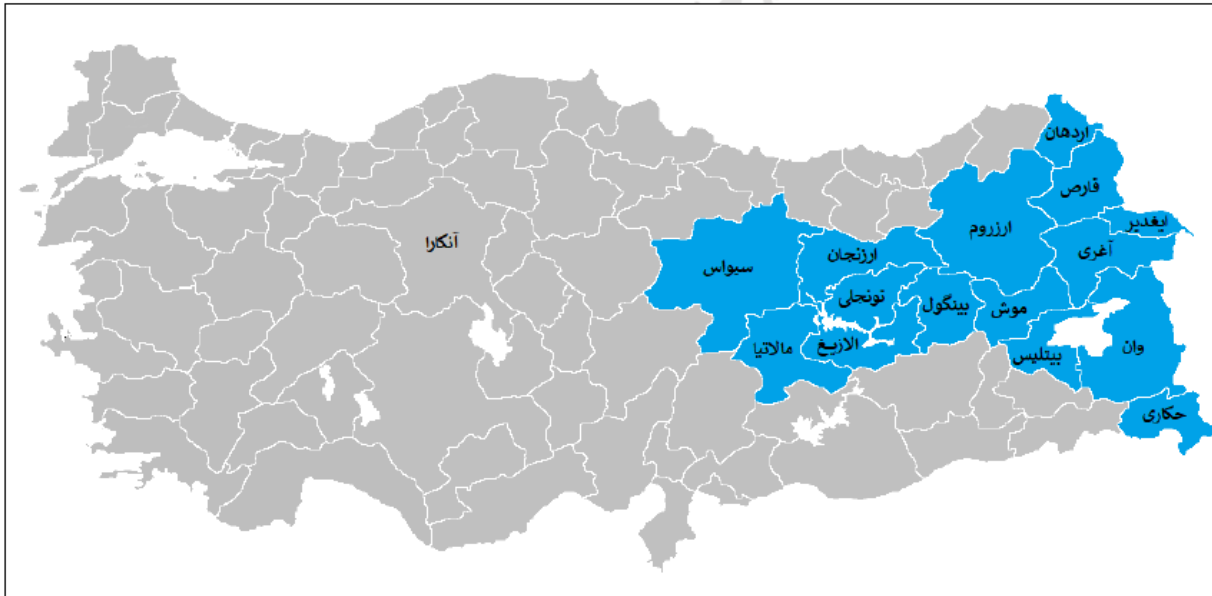 اردهان
قارص
ایغدیر
ارزروم
آغری
آنکارا
ارزنجان
سیواس
تونجلی
بینگول
موش
وان
مالاتیا
الازیغ
بیتلیس
حکاری